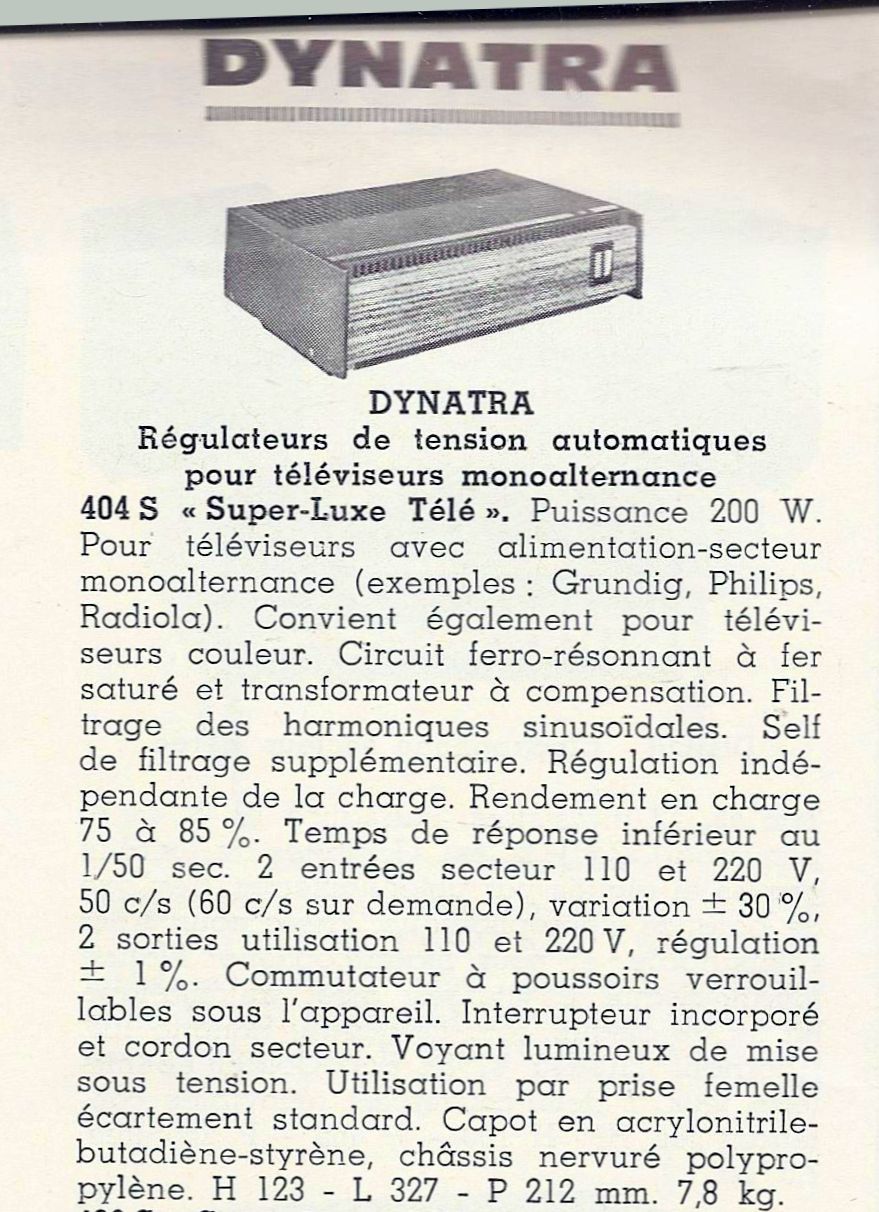 DYNATRA
DYNATRA
Régulateurs de tension automatiques
pour téléviseurs monoalternance
404 S « Super-Luxe Télé ». Puissance 200 W.
Pour téléviseurs avec alimentation-secteur
monoalternance (exemples : Grundig, Philips,
Radiola). Convient également pour télévi-
seurs couleur. Circuit ferro-résonnant à fer
saturé et transformateur à compensation. Fil-
trage des harmoniques sinusoïdales. Self
de filtrage supplémentaire. Régulation indé-
pendante de la charge. Rendement en charge
75 à 85 %. Temps de réponse inférieur au
1/50 sec. 2 entrées secteur 110 et 220 V,
50 c/s (60 c/s sur demande), variation ± 30 %,
2 sorties utilisation 110 et 220 V, régulation
± 1 %. Commutateur à poussoirs verrouil-
lables sous l'appareil. Interrupteur incorporé
et cordon secteur. Voyant lumineux de mise
sous tension. Utilisation par prise femelle
écartement standard. Capot en acrylonitrile-
butadiène-styrène, châssis nervuré polypro-
pylène. H 123 - L 327 - P 212 mm. 7,8 kg.